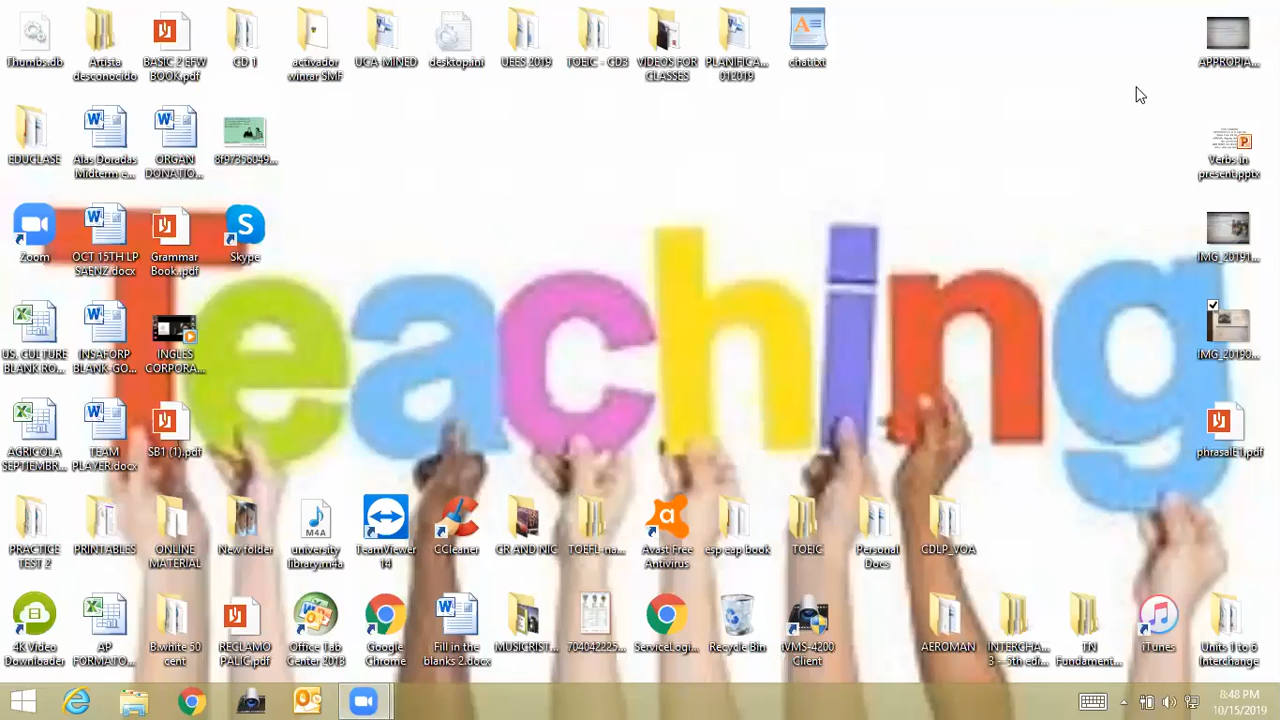 Thumbs.db
Artista
desconocido
BASIC 2 EFW
BOOK.pdf
CD 1
activador
winrar SMF
UCA-MINED
desktop.ini
UEES 2019
TOEIC - CD3
VIDEOS FOR
CLASSES
PLANIFICA...
012019
chat.txt
APPROPIA...
EDUCLASE
Alas Doradas
Midterm e...
ORGAN
DONATIO...
8f97356049...
Verbs in
present.pptx
Zoom
OCT 15TH LP
SAENZ.docx
Grammar
Book..pdf
Skype
IMG_20191...
Teaching
US. CULTURE
BLANK RO...
INSAFORP
BLANK-GO...
INGLES
CORPORA...
IMG_20190...
AGRICOLA
SEPTIEMBR...
TEAM
PLAYER.docx
SB1 (1).pdf
phrasalE1.pdf
PRACTICE
TEST 2
PRINTABLES
ONLINE
MATERIAL
New folder
M4A
university
library.m4a
TeamViewer
14
CCleaner
CR AND NIC
TOEFL-na...
Avast Free
Antivirus
esp eap book
TOEIC
Personal
Docs
CDLP_VOA
4K Video
Downloader
AP
FORMATO...
B.white 50
cent
RECLAMO
PALIC.pdf
Office Tab
Center 2013
Google
Chrome
Fill in the
blanks 2.docx
MUSICRIST...
704042225...
ServiceLogi...
Recycle Bin
iVMS-4200
Client
AEROMAN
INTERCHA...
3 --5th edi...
TN
Fundament...
iTunes
Units 1 to 6
Interchange
8:48 PM
10/15/2019